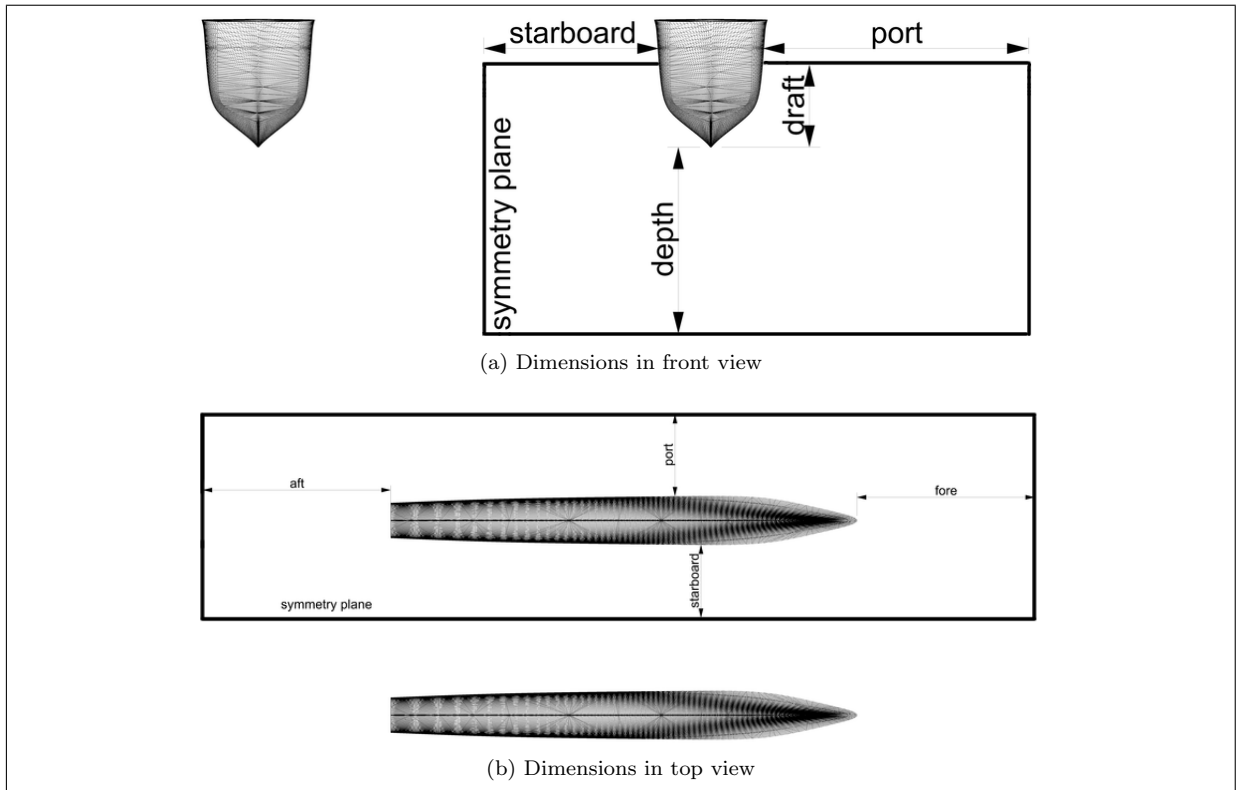 starboard
port
draft
symmetry plane
depth
(a) Dimensions in front view
port
aft
fore
starboard
symmetry plane
(b) Dimensions in top view